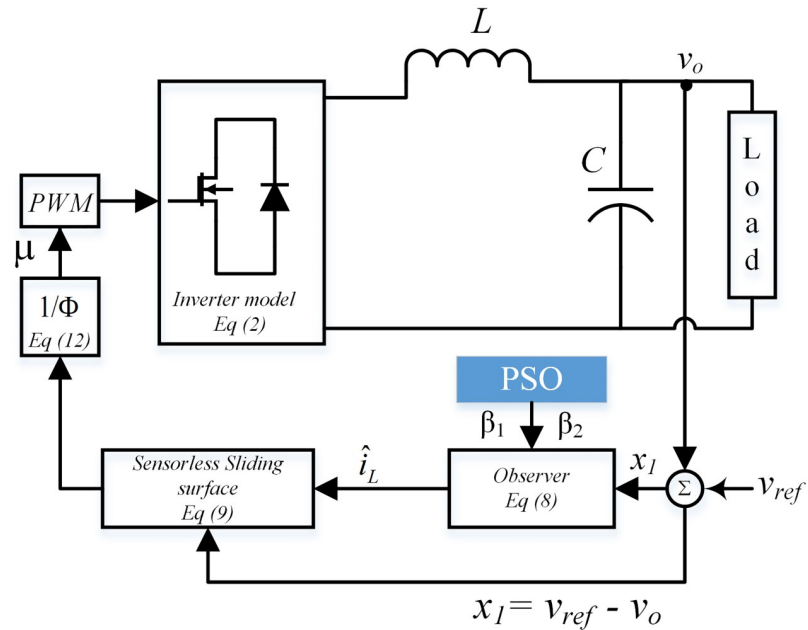 L
v_o
C
L
o
a
d
PWM
μ
1/Φ
Eq (12)
Inverter model
Eq (2)
PSO
β₁ β₂
Sensorless Sliding
surface
Eq (9)
î_L
Observer
Eq (8)
x₁
Σ
v_ref
x₁ = v_ref - v_o